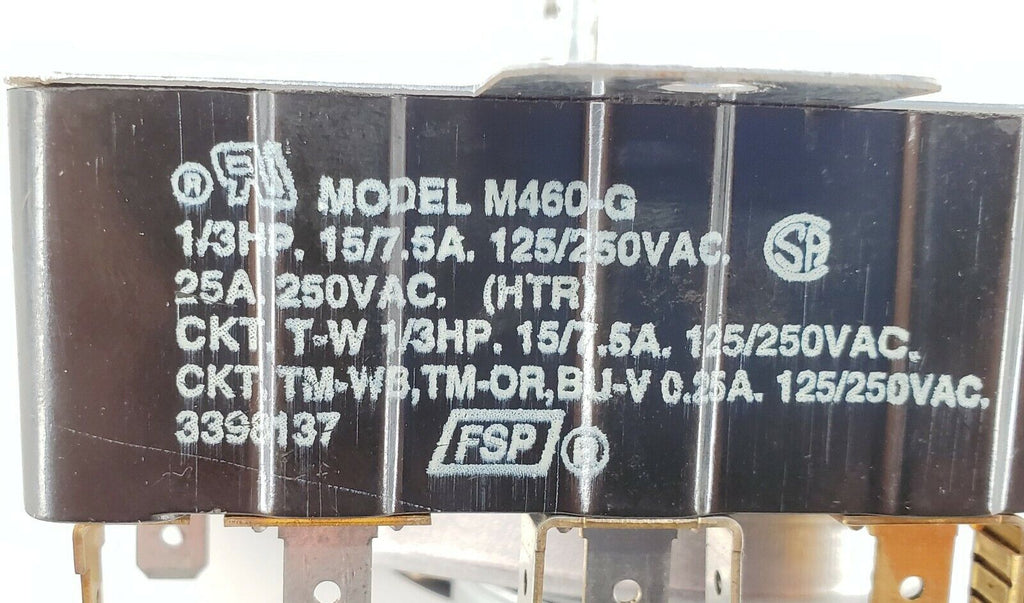 ® MODEL M460-G
1/3HP. 15/7.5A. 125/250VAC.
25A. 250VAC. (HTR)
CKT. T-W 1/3HP. 15/7.5A. 125/250VAC.
CKT. TM-WB,TM-OR,BU-V 0.25A. 125/250VAC.
3398137
FSP ®
SA